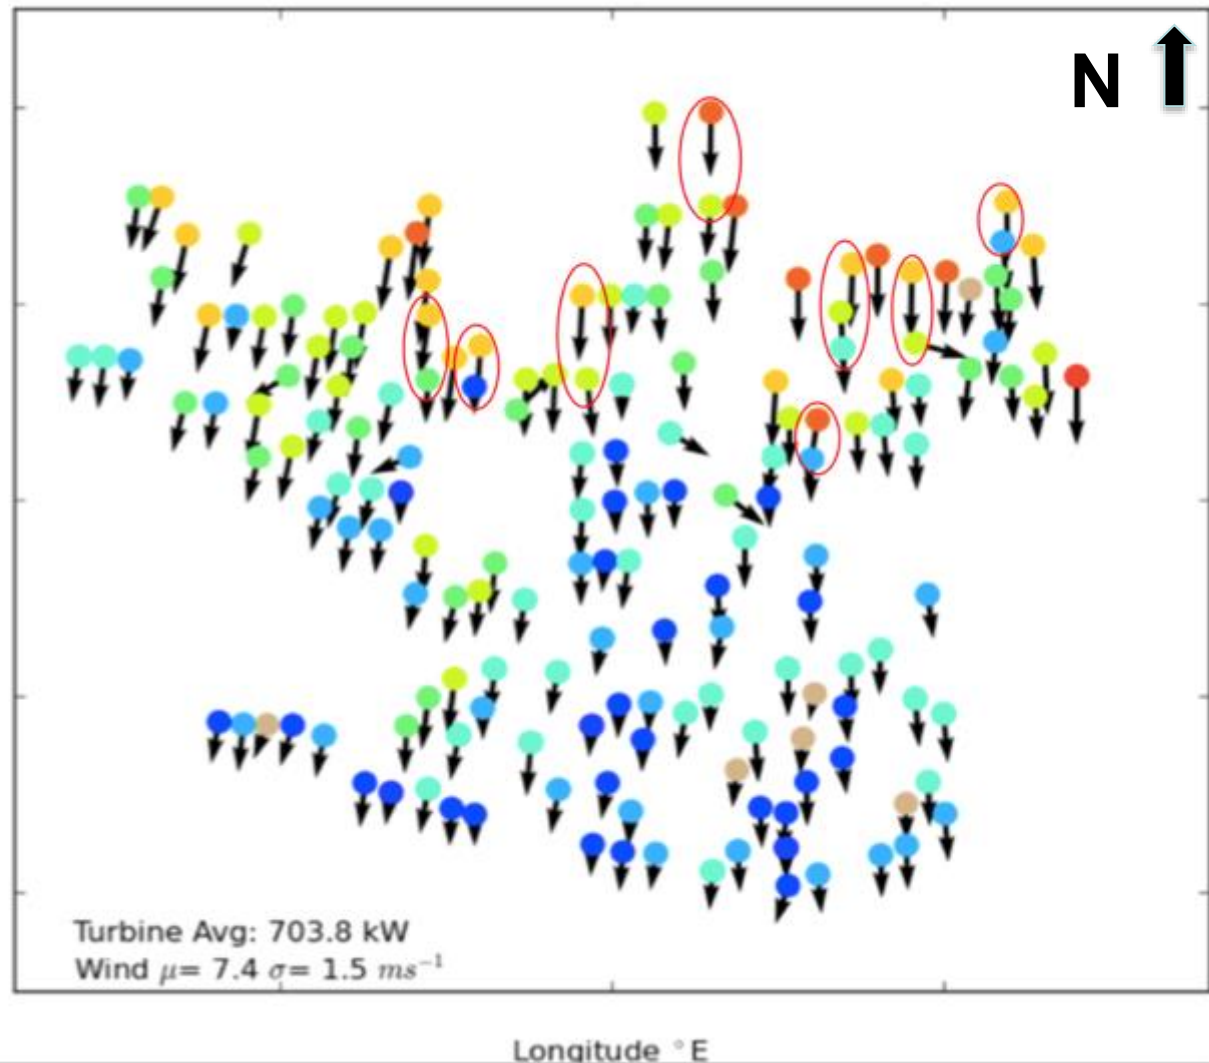 N
Turbine Avg: 703.8 kW
Wind μ= 7.4 σ= 1.5 ms⁻¹
Longitude °E